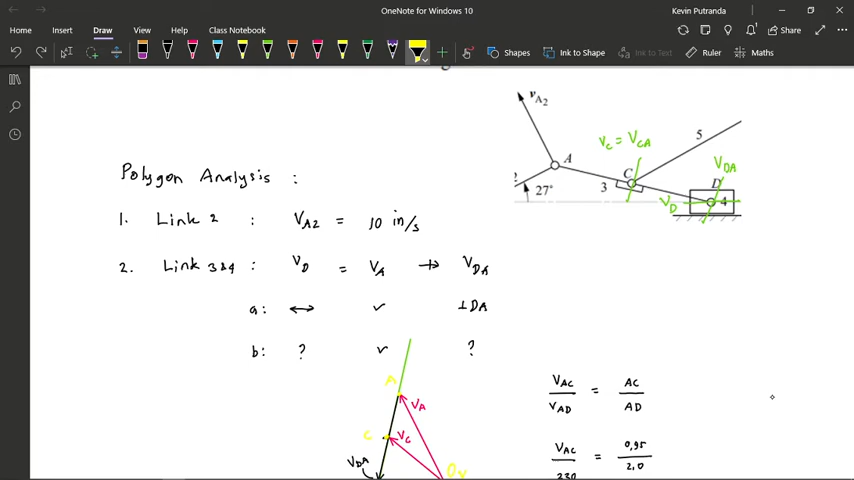 OneNote for Windows 10
Kevin Putranda
Home Insert Draw View Help Class Notebook
Share
Shapes Ink to Shape Ink to Text Ruler Maths
vA2
A
VC = VCA
5
C
VDA
3
D
27°
VD
4
2
Polygon Analysis :
1. Link 2 : VA2 = 10 in/s
2. Link 3&4 : VD = VA ↛ VDA
a: ↔ ✓ ⊥DA
b: ? ✓ ?
A
VA
C
VC
VDA
Ov
VAC / VAD = AC / AD
VAC / 230 = 0,95 / 2,0